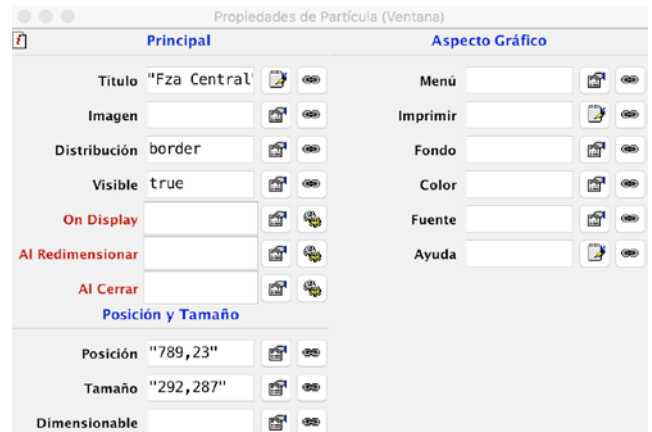 Propiedades de Partícula (Ventana)
Principal
Título "Fza Central"
Imagen
Distribución border
Visible true
On Display
Al Redimensionar
Al Cerrar
Posición y Tamaño
Posición "789,23"
Tamaño "292,287"
Dimensionable
Aspecto Gráfico
Menú
Imprimir
Fondo
Color
Fuente
Ayuda